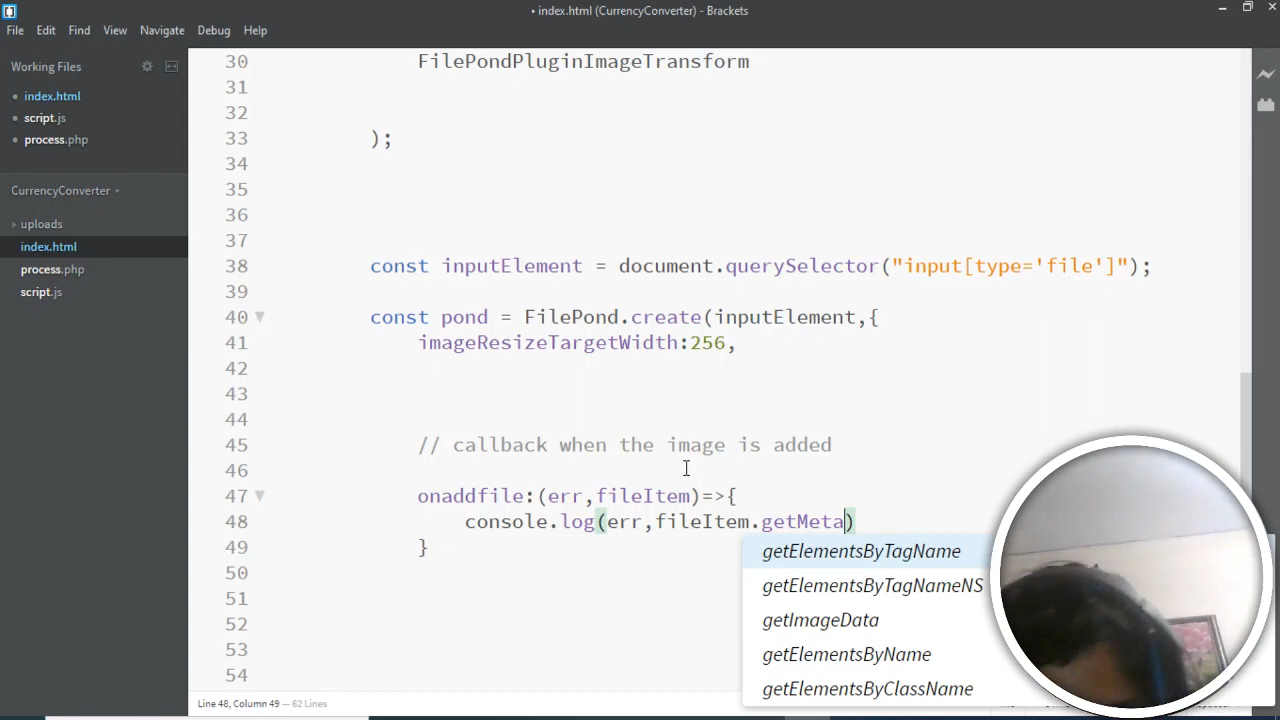 • index.html (CurrencyConverter) - Brackets
File Edit Find View Navigate Debug Help
Working Files
• index.html
• script.js
• process.php
CurrencyConverter
uploads
index.html
process.php
script.js
30 FilePondPluginImageTransform
31
32
33 );
34
35
36
37
38 const inputElement = document.querySelector("input[type='file']");
39
40 const pond = FilePond.create(inputElement,{
41 imageResizeTargetWidth:256,
42
43
44
45 // callback when the image is added
46
47 onaddfile:(err,fileItem)=>{
48 console.log(err,fileItem.getMeta)
49 }
50
51
52
53
54
getElementsByTagName
getElementsByTagNameNS
getImageData
getElementsByName
getElementsByClassName
Line 48, Column 49 — 62 Lines